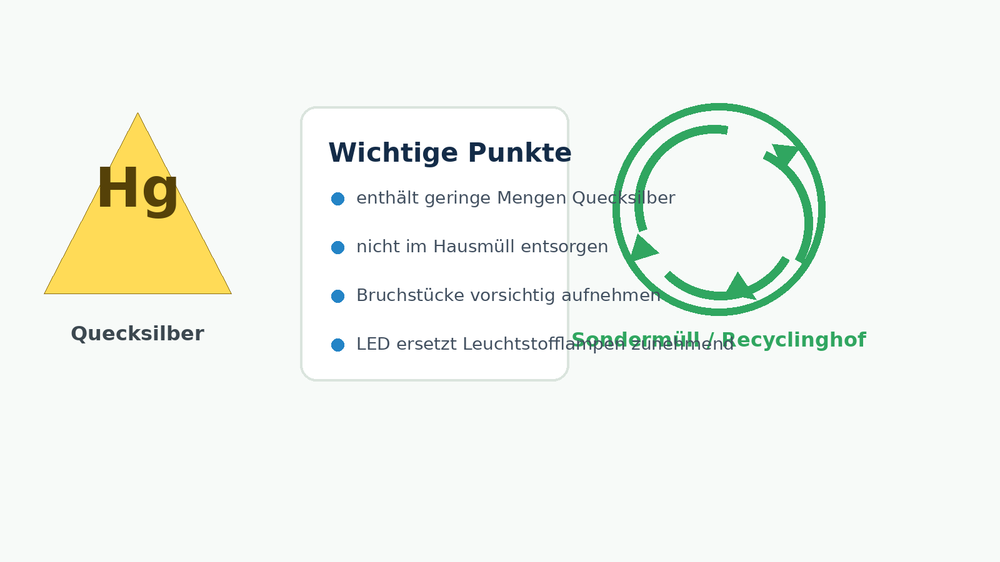 Hg
Quecksilber
Wichtige Punkte
enthält geringe Mengen Quecksilber
nicht im Hausmüll entsorgen
Bruchstücke vorsichtig aufnehmen
LED ersetzt Leuchtstofflampen zunehmend
Sondermüll / Recyclinghof